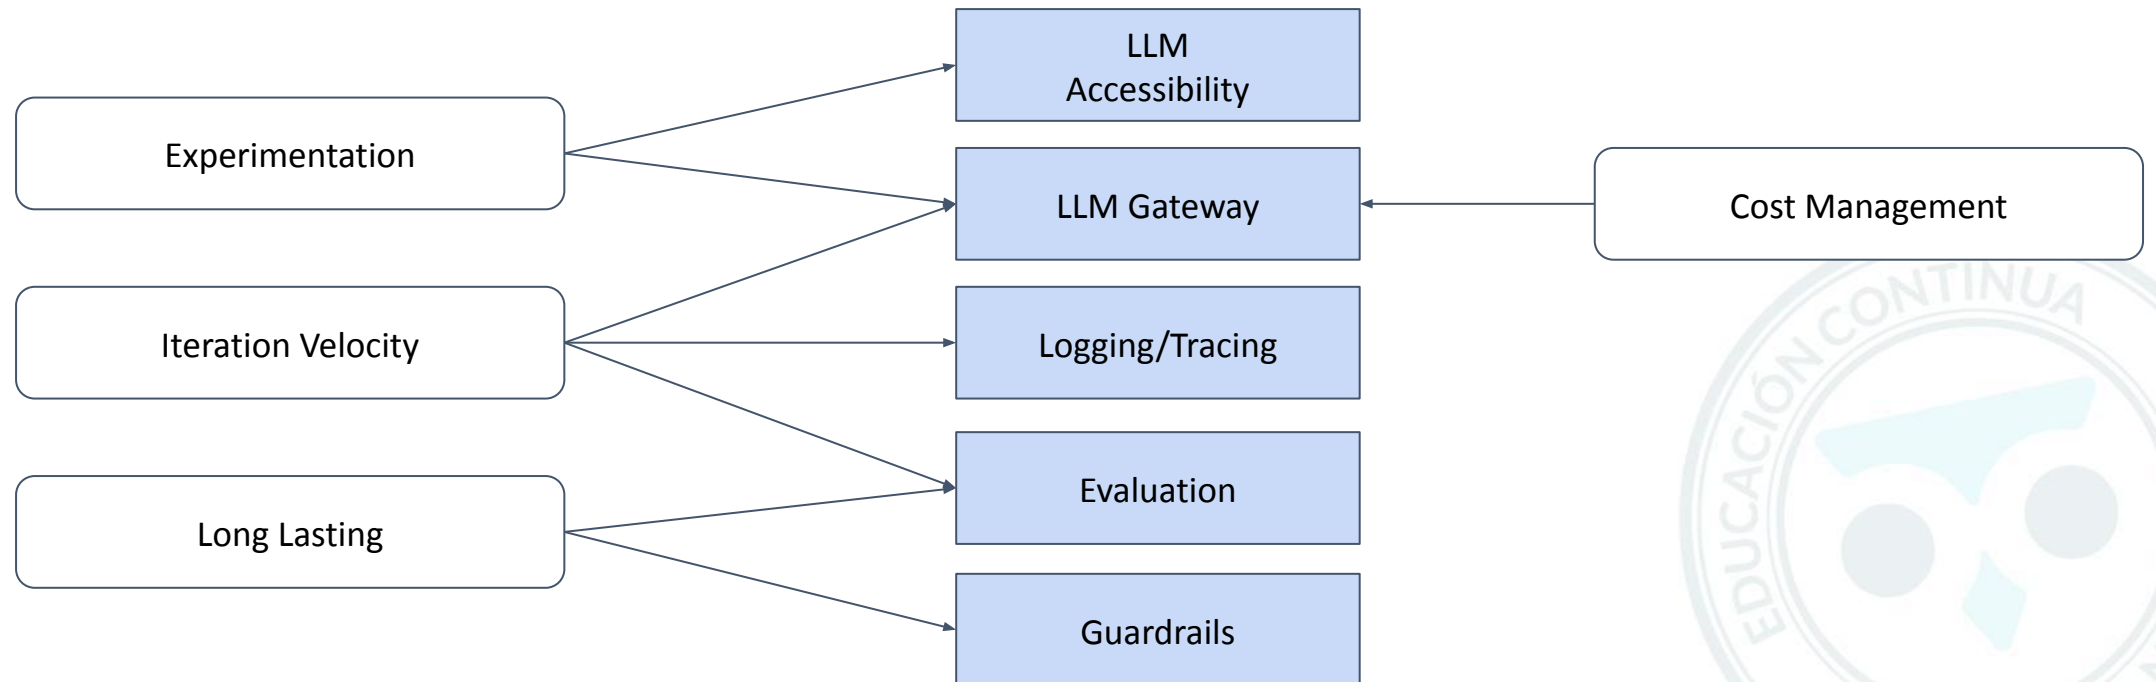 LLM
Accessibility
Experimentation
LLM Gateway
Cost Management
Iteration Velocity
Logging/Tracing
Evaluation
Long Lasting
Guardrails
EDUCACIÓN CONTINUA